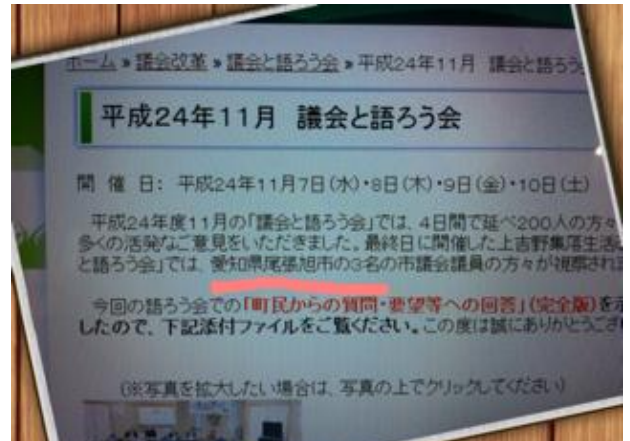 ホーム » 議会改革 » 議会と語ろう会 » 平成24年11月 議会と語ろう
平成24年11月 議会と語ろう会
開 催 日: 平成24年11月7日(水)・8日(木)・9日(金)・10日(土)
平成24年度11月の「議会と語ろう会」では、4日間で延べ200人の方々
多くの活発なご意見をいただきました。最終日に開催した上吉野集落生活
と語ろう会」では、愛知県尾張旭市の3名の市議会議員の方々が視察され
今回の語ろう会での「町民からの質問・要望等への回答」(完全版)を
したので、下記添付ファイルをご覧ください。この度は誠にありがとうござ
(※写真を拡大したい場合は、写真の上でクリックしてください)